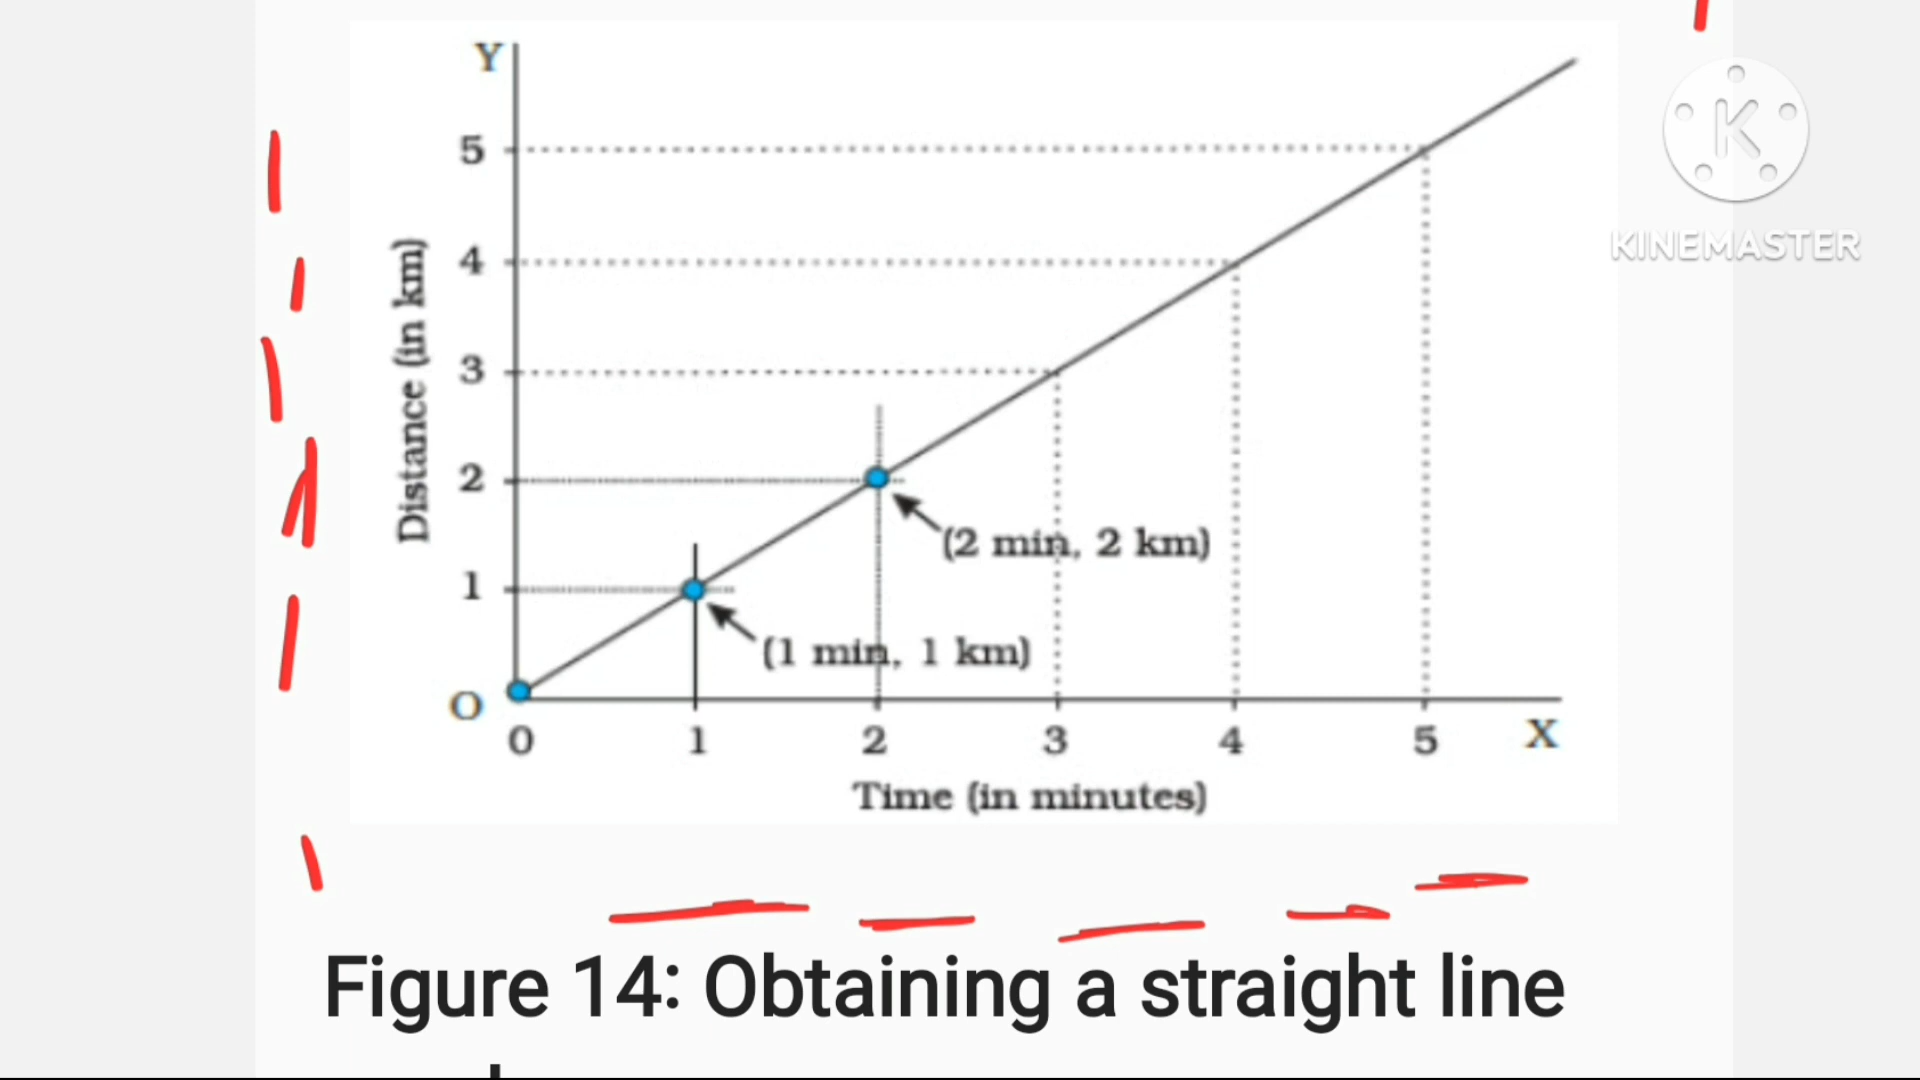 Y
5
4
3
2
1
O
Distance (in km)
(2 min, 2 km)
(1 min, 1 km)
0 1 2 3 4 5 X
Time (in minutes)
K
KINEMASTER
Figure 14: Obtaining a straight line